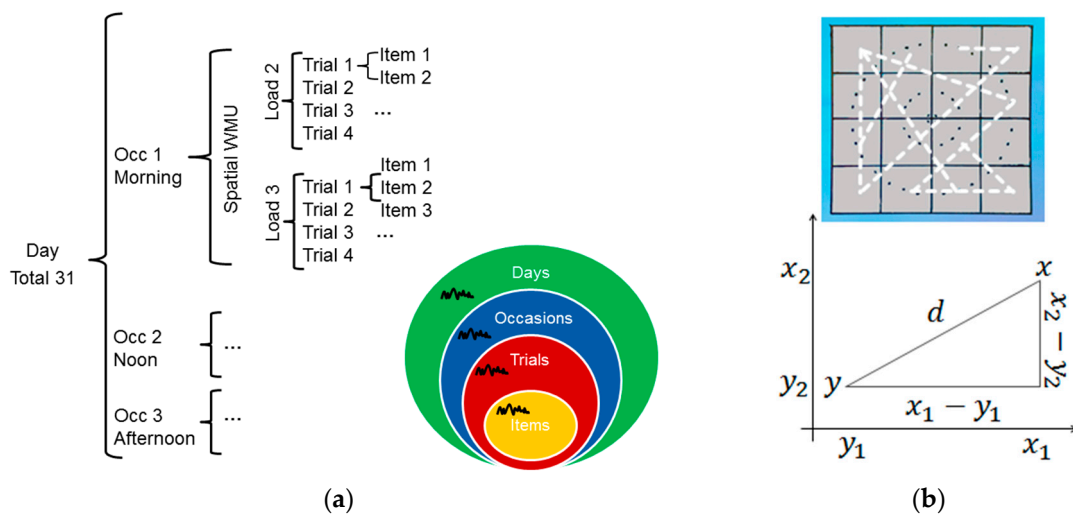 Day
Total 31
Occ 1
Morning
Spatial WMU
Load 2
Trial 1
Trial 2
Trial 3
Trial 4
Item 1
Item 2
...
Load 3
Trial 1
Trial 2
Trial 3
Trial 4
Item 1
Item 2
Item 3
...
Occ 2
Noon
...
Occ 3
Afternoon
...
Days
Occasions
Trials
Items
(a)
x₂
y₂
y
d
x
x₂ − y₂
x₁ − y₁
y₁
x₁
(b)